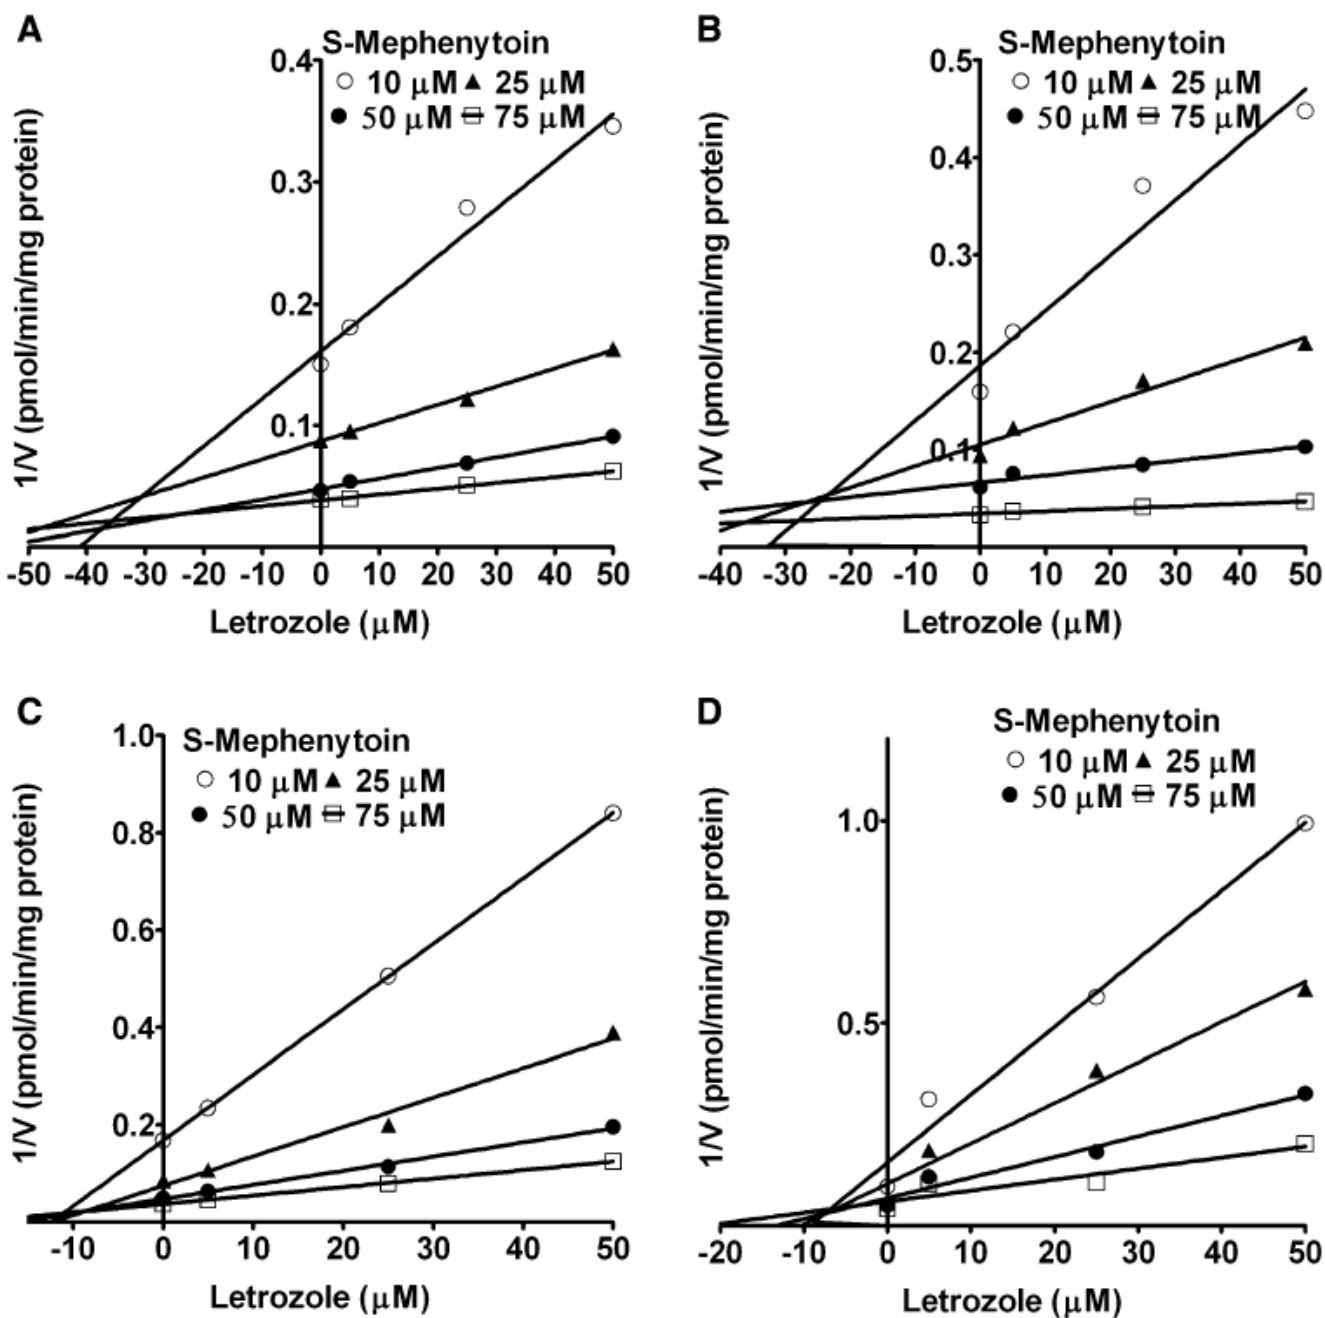 A
S-Mephenytoin
10 μM 25 μM
50 μM 75 μM
1/V (pmol/min/mg protein)
0.4
0.3
0.2
0.1
-50 -40 -30 -20 -10 0 10 20 30 40 50
Letrozole (μM)
B
S-Mephenytoin
10 μM 25 μM
50 μM 75 μM
1/V (pmol/min/mg protein)
0.5
0.4
0.3
0.2
0.1
-40 -30 -20 -10 0 10 20 30 40 50
Letrozole (μM)
C
S-Mephenytoin
10 μM 25 μM
50 μM 75 μM
1/V (pmol/min/mg protein)
1.0
0.8
0.6
0.4
0.2
-10 0 10 20 30 40 50
Letrozole (μM)
D
S-Mephenytoin
10 μM 25 μM
50 μM 75 μM
1/V (pmol/min/mg protein)
1.0
0.5
-20 -10 0 10 20 30 40 50
Letrozole (μM)